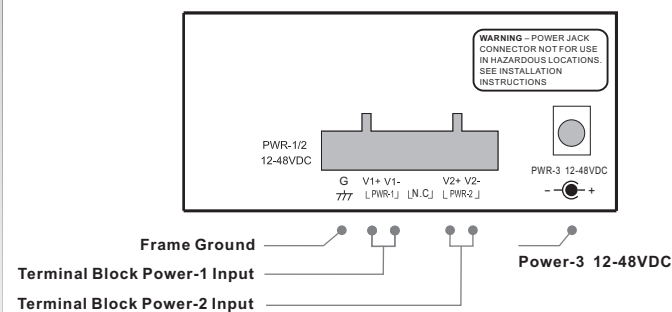 WARNING – POWER JACK
CONNECTOR NOT FOR USE
IN HAZARDOUS LOCATIONS.
SEE INSTALLATION
INSTRUCTIONS
PWR-1/2
12-48VDC
PWR-3 12-48VDC
G V1+ V1- V2+ V2-
PWR-1 N.C PWR-2
- +
Frame Ground
Power-3 12-48VDC
Terminal Block Power-1 Input
Terminal Block Power-2 Input